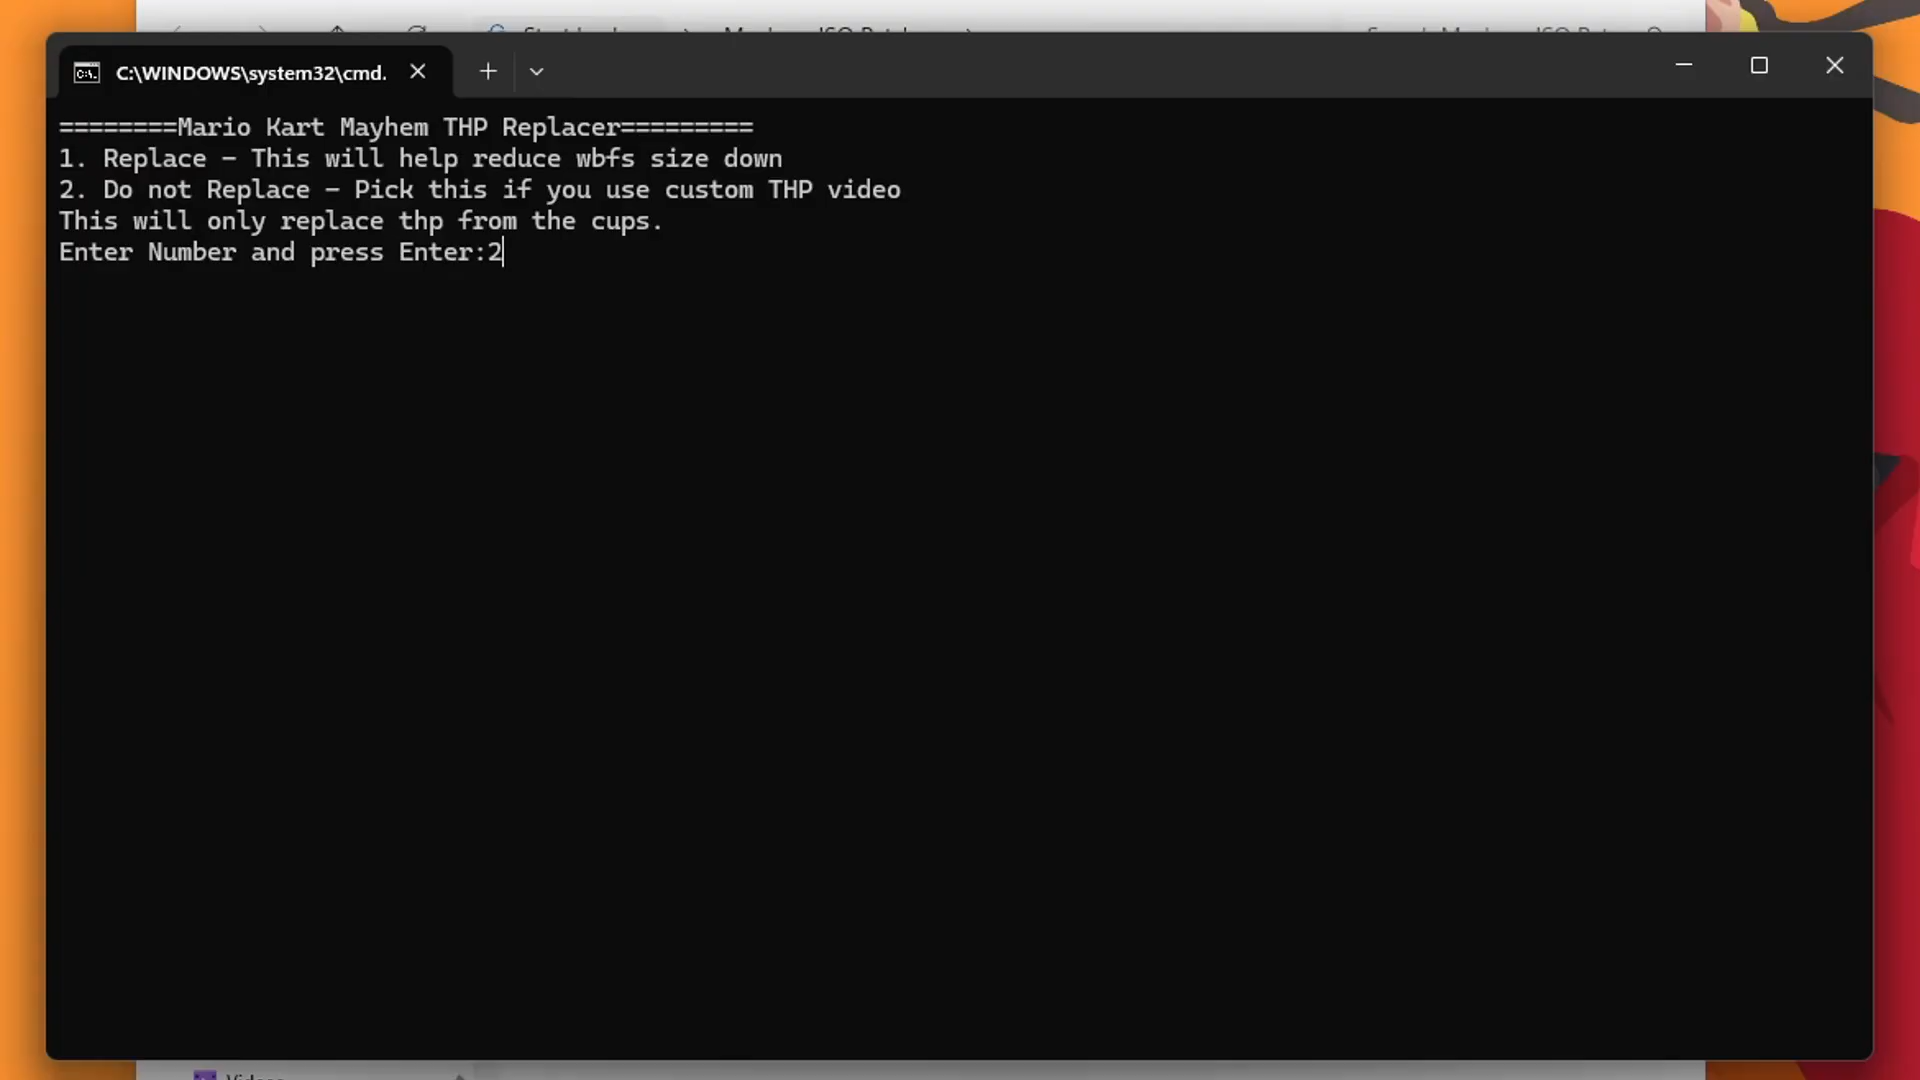 C:\WINDOWS\system32\cmd.
========Mario Kart Mayhem THP Replacer=========
1. Replace - This will help reduce wbfs size down
2. Do not Replace - Pick this if you use custom THP video
This will only replace thp from the cups.
Enter Number and press Enter:2